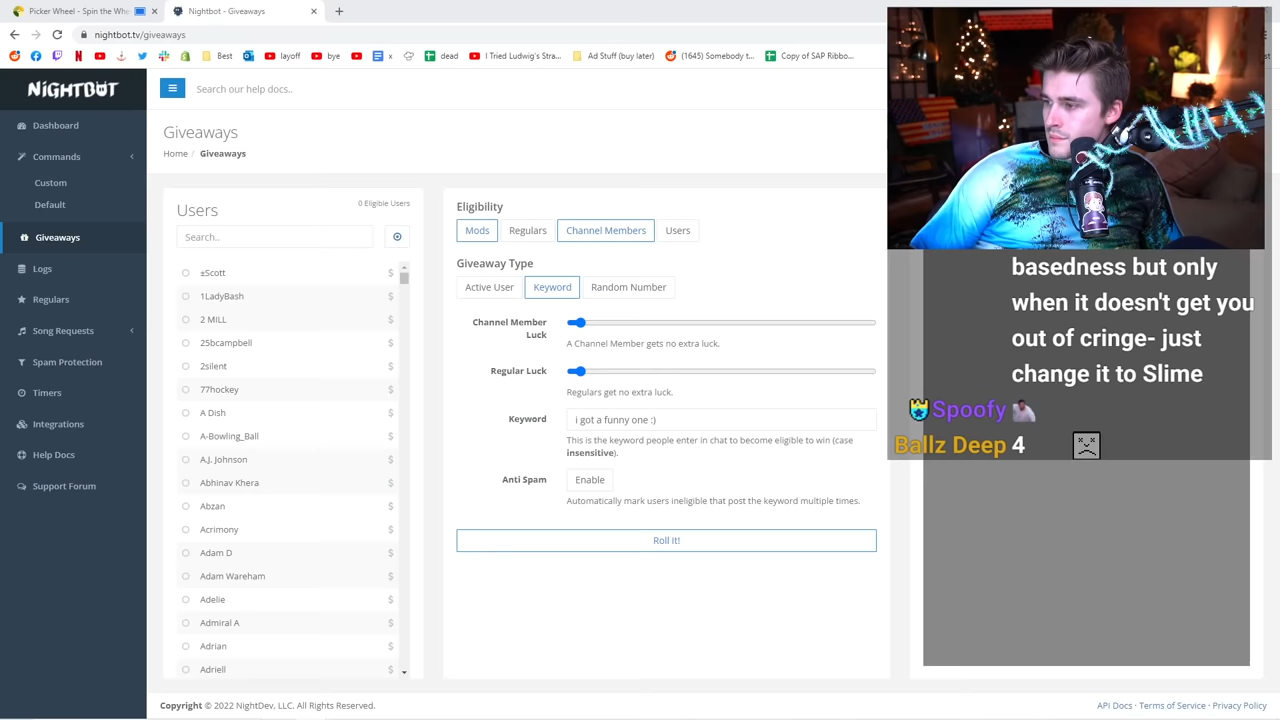 Picker Wheel - Spin the Whe
Nightbot - Giveaways
nightbot.tv/giveaways
Best
layoff
bye
x
dead
I Tried Ludwig's Stra...
Ad Stuff (buy later)
(1645) Somebody t...
Copy of SAP Ribbo...
NIGHTBOT
Search our help docs..
Dashboard
Commands
Custom
Default
Giveaways
Logs
Regulars
Song Requests
Spam Protection
Timers
Integrations
Help Docs
Support Forum
Giveaways
Home / Giveaways
Users
0 Eligible Users
Search..
±Scott $
1LadyBash $
2 MILL $
25bcampbell $
2silent $
77hockey $
A Dish $
A-Bowling_Ball $
A.J. Johnson $
Abhinav Khera $
Abzan $
Acrimony $
Adam D $
Adam Wareham $
Adelie $
Admiral A $
Adrian $
Adriell $
Eligibility
Mods Regulars Channel Members Users
Giveaway Type
Active User Keyword Random Number
Channel Member
Luck
A Channel Member gets no extra luck.
Regular Luck
Regulars get no extra luck.
Keyword
i got a funny one :)
This is the keyword people enter in chat to become eligible to win (case
insensitive).
Anti Spam
Enable
Automatically mark users ineligible that post the keyword multiple times.
Roll It!
basedness but only
when it doesn't get you
out of cringe- just
change it to Slime
Spoofy
Ballz Deep 4
Copyright © 2022 NightDev, LLC. All Rights Reserved.
API Docs · Terms of Service · Privacy Policy